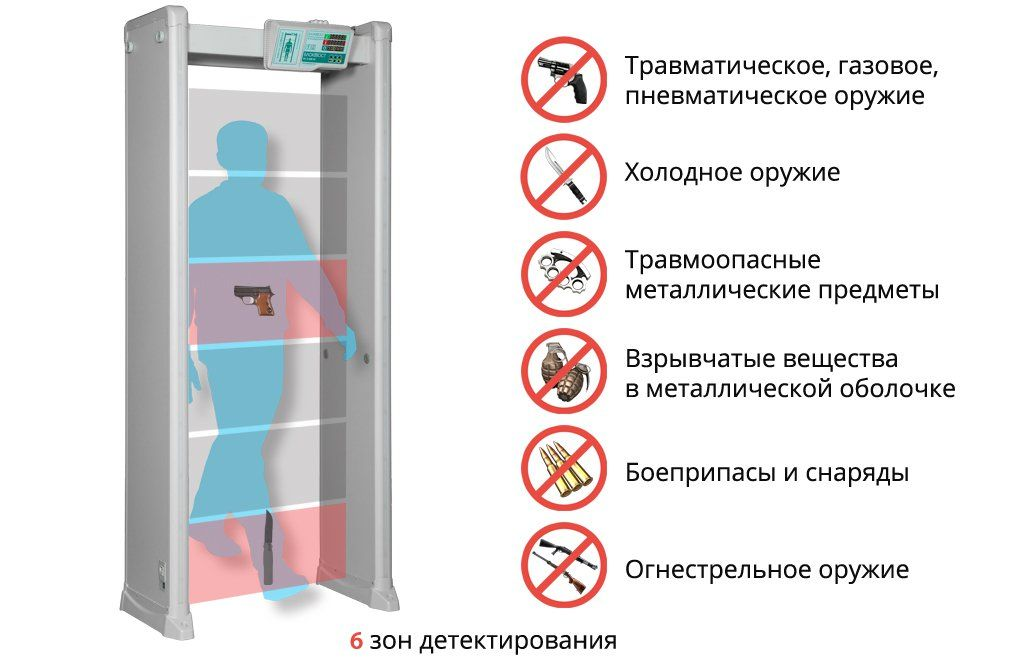 БЛОКПОСТ
Травматическое, газовое,
пневматическое оружие
Холодное оружие
Травмоопасные
металлические предметы
Взрывчатые вещества
в металлической оболочке
Боеприпасы и снаряды
Огнестрельное оружие
6 зон детектирования